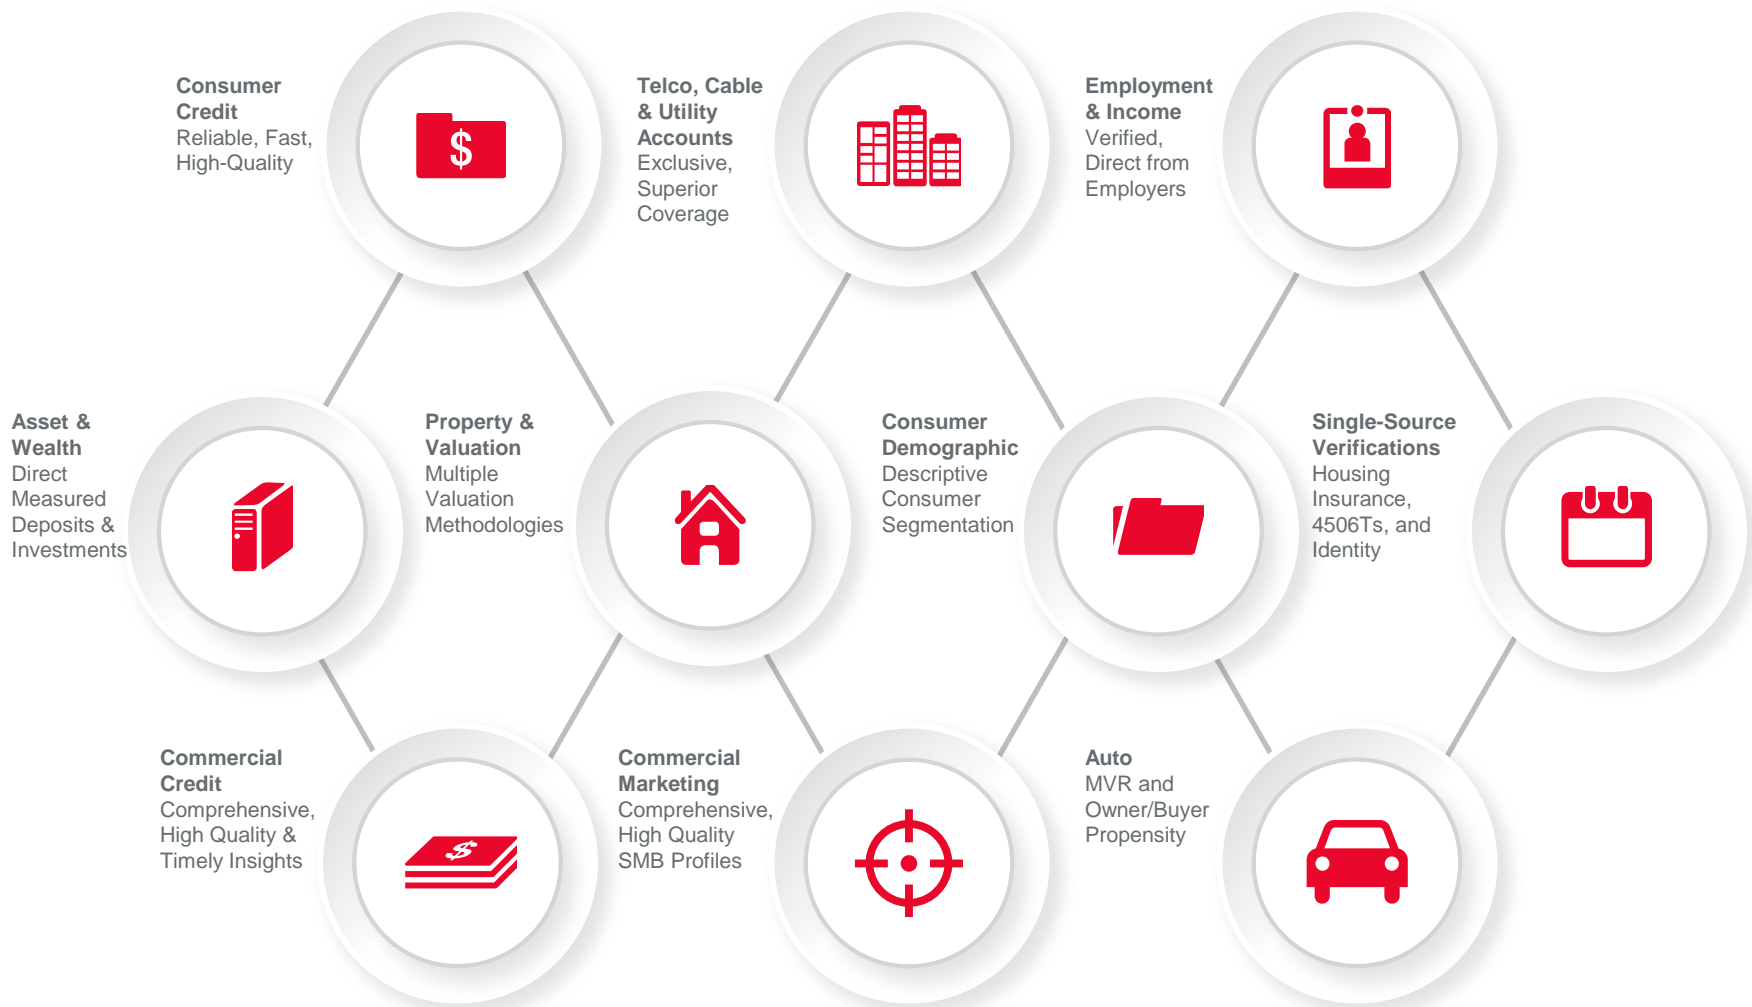 Consumer
Credit
Reliable, Fast,
High-Quality
$
Telco, Cable
& Utility
Accounts
Exclusive,
Superior
Coverage
Employment
& Income
Verified,
Direct from
Employers
Asset &
Wealth
Direct
Measured
Deposits &
Investments
Property &
Valuation
Multiple
Valuation
Methodologies
Consumer
Demographic
Descriptive
Consumer
Segmentation
Single-Source
Verifications
Housing
Insurance,
4506Ts, and
Identity
Commercial
Credit
Comprehensive,
High Quality &
Timely Insights
$
Commercial
Marketing
Comprehensive,
High Quality
SMB Profiles
Auto
MVR and
Owner/Buyer
Propensity